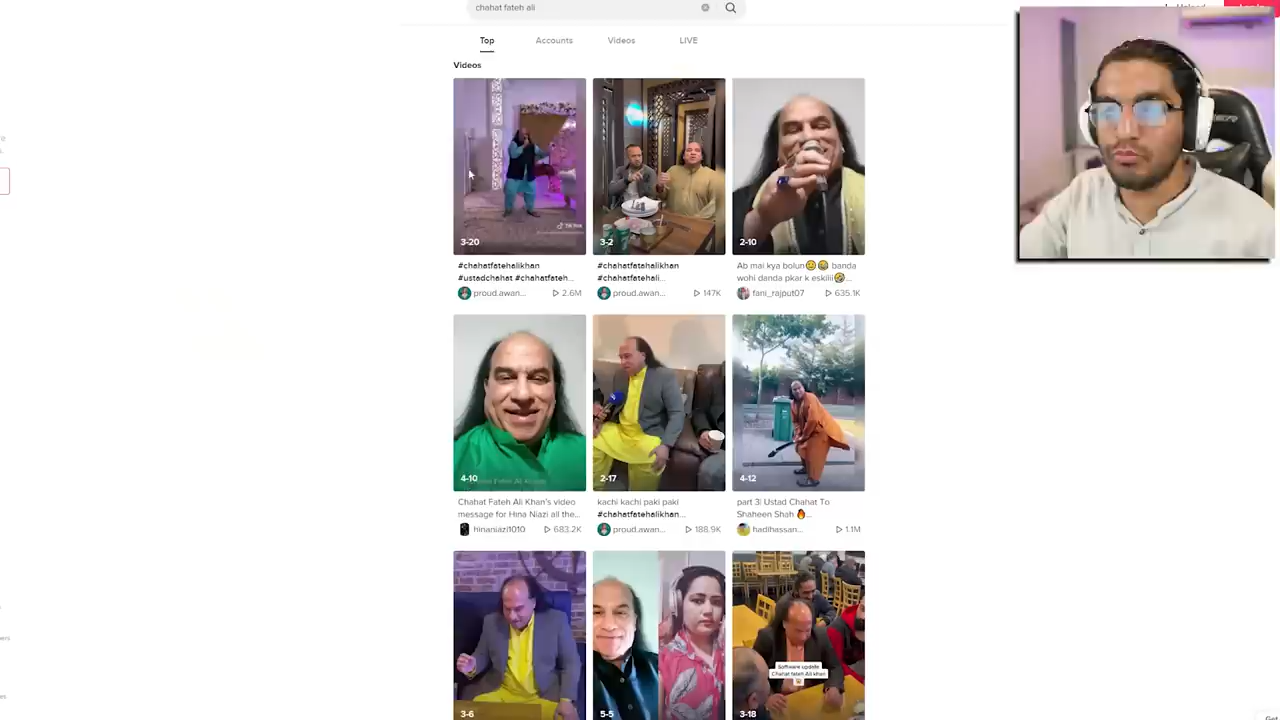 chahat fateh ali
Top
Accounts
Videos
LIVE
Videos
3-20
3-2
2-10
#chahatfatehalikhan
#ustadchahat #chahatfateh...
proud.awan...
2.6M
#chahatfatahalikhan
#chahatfatehali...
proud.awan...
147K
Ab mai kya bolun😑😂 banda
wohi danda pkar k eskiiii🤣...
fani_rajput07
635.1K
4-10
2-17
4-12
Chahat Fateh Ali Khan's video
message for Hina Niazi all the...
hinaniazi1010
683.2K
kachi kachi paki paki
#chahatfatehalikhan...
proud.awan...
188.9K
part 3| Ustad Chahat To
Shaheen Shah 🔥...
hadihassan...
1.1M
3-6
5-5
Software update
Chahat fateh Ali khan
3-18